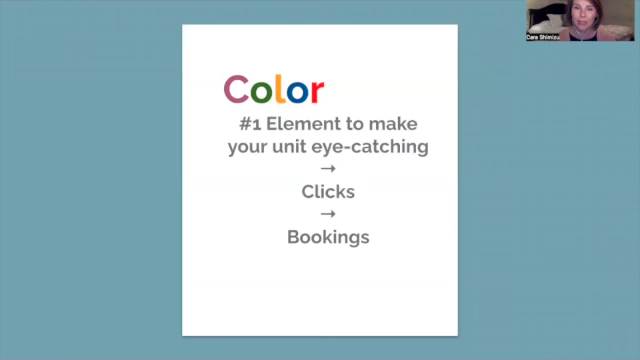 Color
#1 Element to make
your unit eye-catching
→
Clicks
→
Bookings
Cara Shimizu